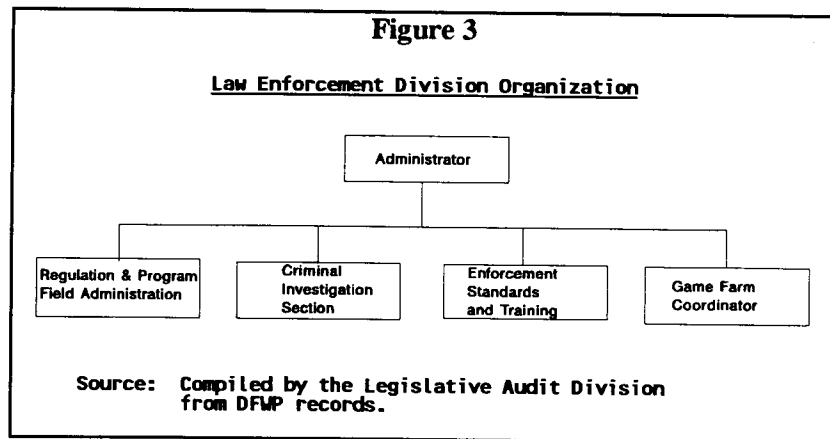 Figure 3
Law Enforcement Division Organization
Administrator
Regulation & Program
Field Administration
Criminal
Investigation
Section
Enforcement
Standards
and Training
Game Farm
Coordinator
Source: Compiled by the Legislative Audit Division
from DFWP records.